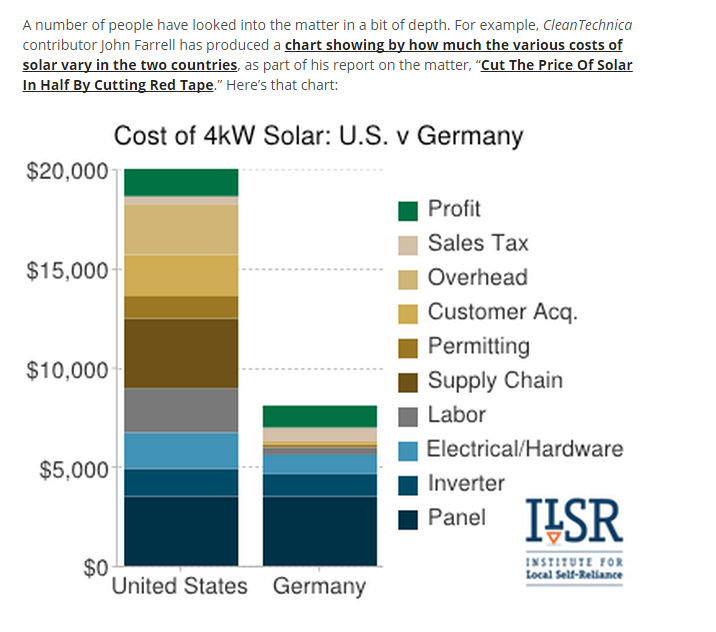 A number of people have looked into the matter in a bit of depth. For example, CleanTechnica
contributor John Farrell has produced a chart showing by how much the various costs of
solar vary in the two countries, as part of his report on the matter, “Cut The Price Of Solar
In Half By Cutting Red Tape.” Here’s that chart:
Cost of 4kW Solar: U.S. v Germany
$20,000
$15,000
$10,000
$5,000
$0
United States
Germany
Profit
Sales Tax
Overhead
Customer Acq.
Permitting
Supply Chain
Labor
Electrical/Hardware
Inverter
Panel
ILSR
INSTITUTE FOR
Local Self-Reliance